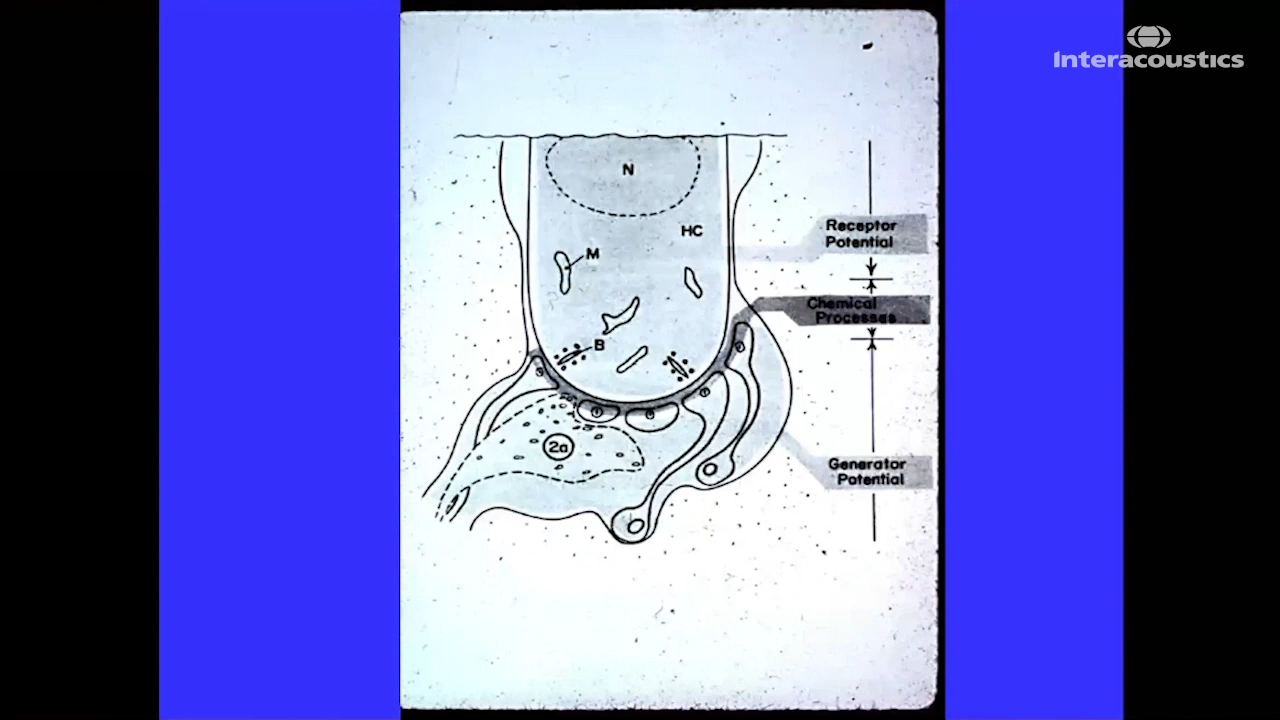 Interacoustics
N
HC
M
B
2a
Receptor
Potential
Chemical
Processes
Generator
Potential